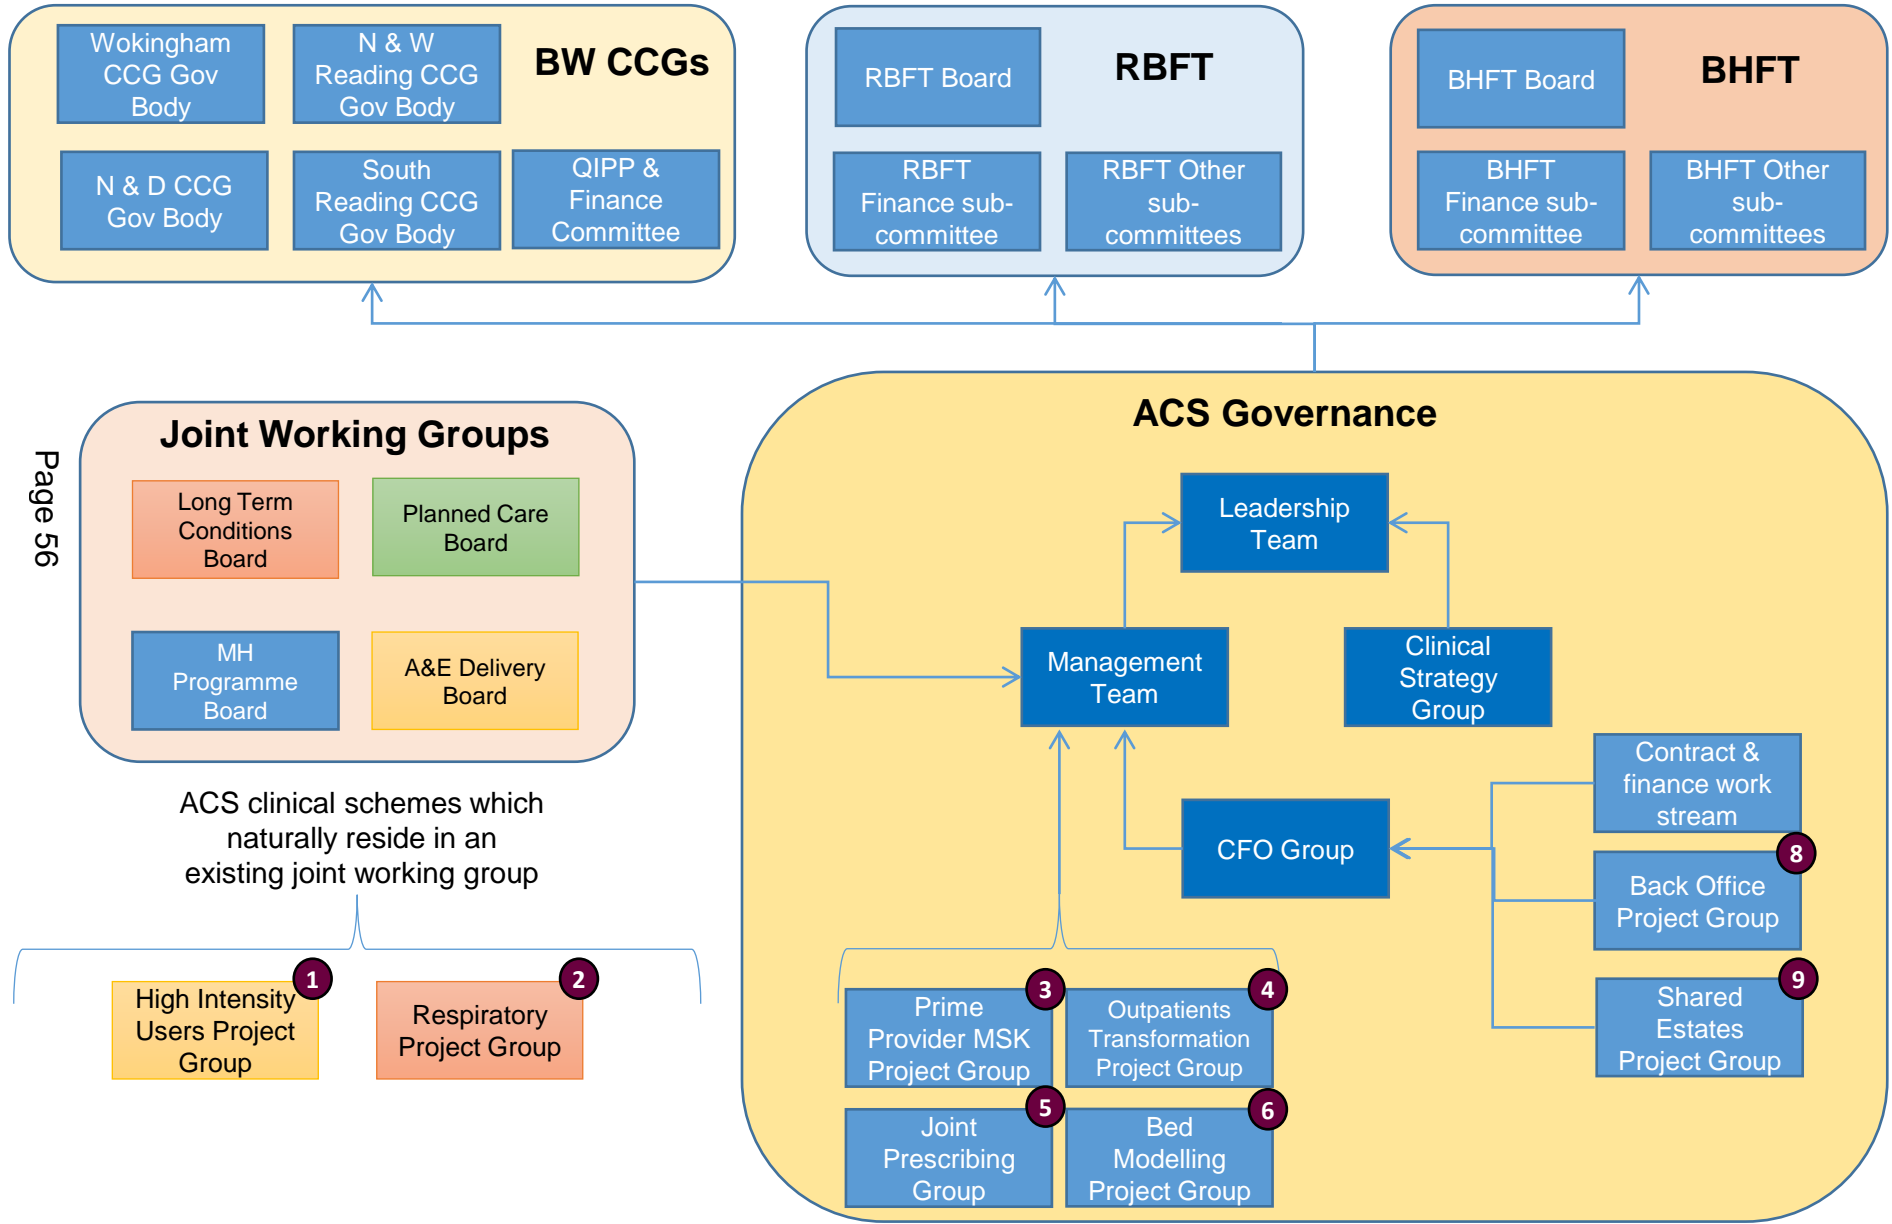 BW CCGs
Wokingham
CCG Gov
Body
N & W
Reading CCG
Gov Body
N & D CCG
Gov Body
South
Reading CCG
Gov Body
QIPP &
Finance
Committee
RBFT
RBFT Board
RBFT
Finance sub-
committee
RBFT Other
sub-
committees
BHFT
BHFT Board
BHFT
Finance sub-
committee
BHFT Other
sub-
committees
Page 56
Joint Working Groups
Long Term
Conditions
Board
Planned Care
Board
MH
Programme
Board
A&E Delivery
Board
ACS clinical schemes which
naturally reside in an
existing joint working group
1
High Intensity
Users Project
Group
2
Respiratory
Project Group
ACS Governance
Leadership
Team
Management
Team
Clinical
Strategy
Group
CFO Group
Contract &
finance work
stream
8
Back Office
Project Group
9
Shared
Estates
Project Group
3
Prime
Provider MSK
Project Group
4
Outpatients
Transformation
Project Group
5
Joint
Prescribing
Group
6
Bed
Modelling
Project Group